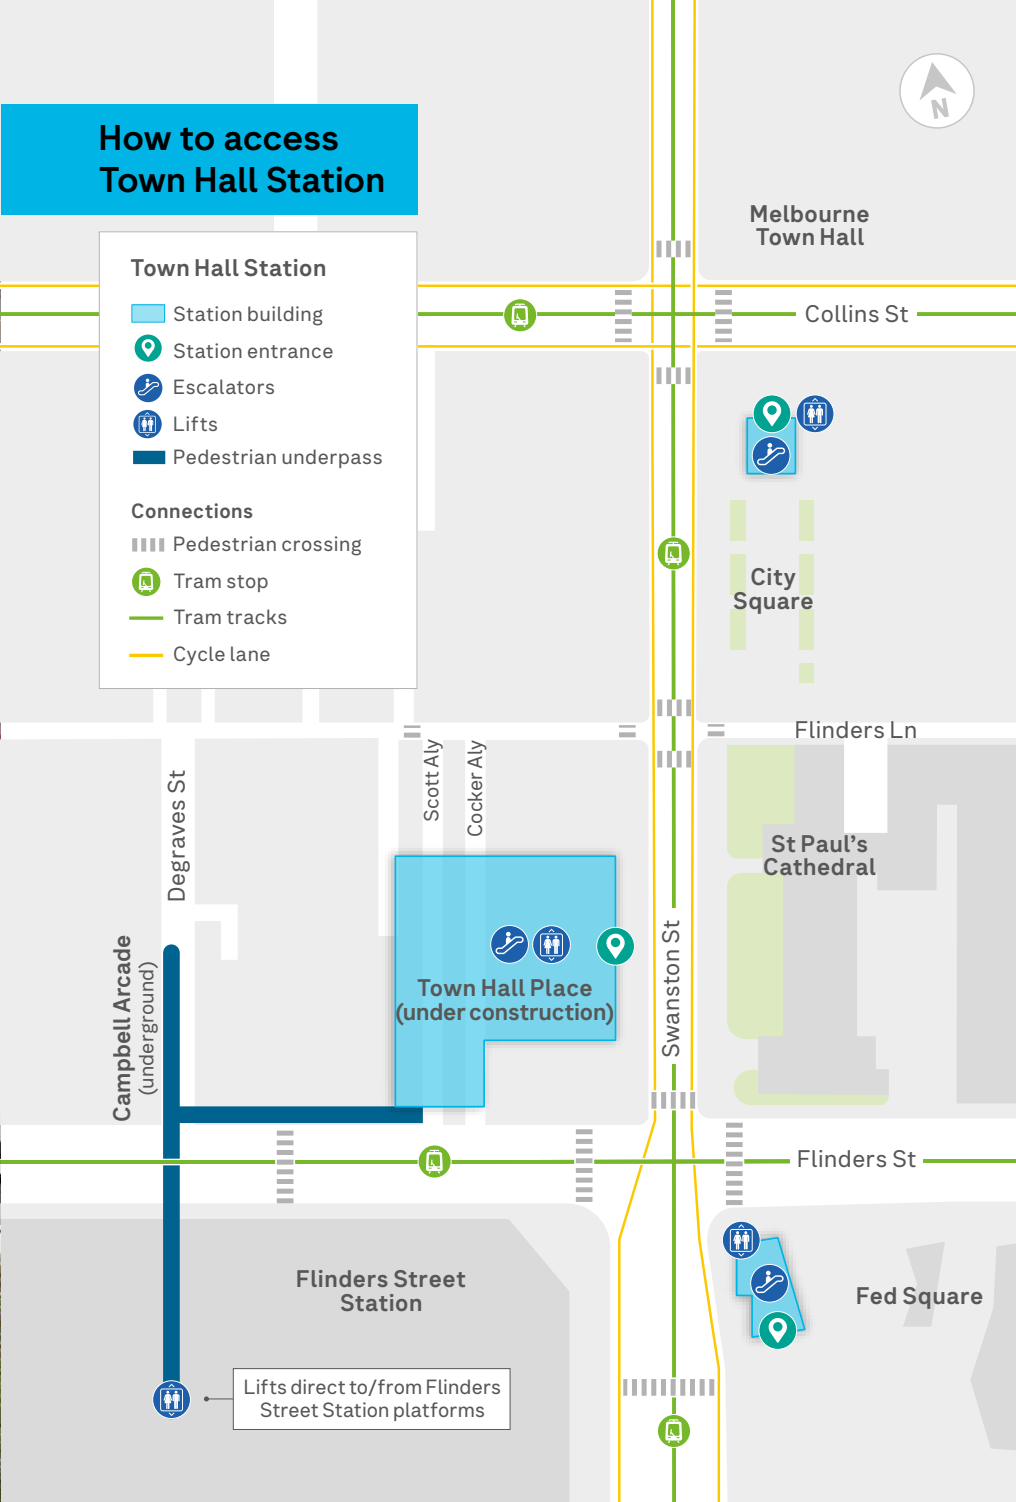 How to access
Town Hall Station
N
Melbourne
Town Hall
Town Hall Station
Station building
Station entrance
Escalators
Lifts
Pedestrian underpass
Connections
Pedestrian crossing
Tram stop
Tram tracks
Cycle lane
Collins St
City
Square
Flinders Ln
Degraves St
Scott Aly
Cocker Aly
St Paul's
Cathedral
Swanston St
Town Hall Place
(under construction)
Campbell Arcade
(underground)
Flinders St
Flinders Street
Station
Fed Square
Lifts direct to/from Flinders
Street Station platforms